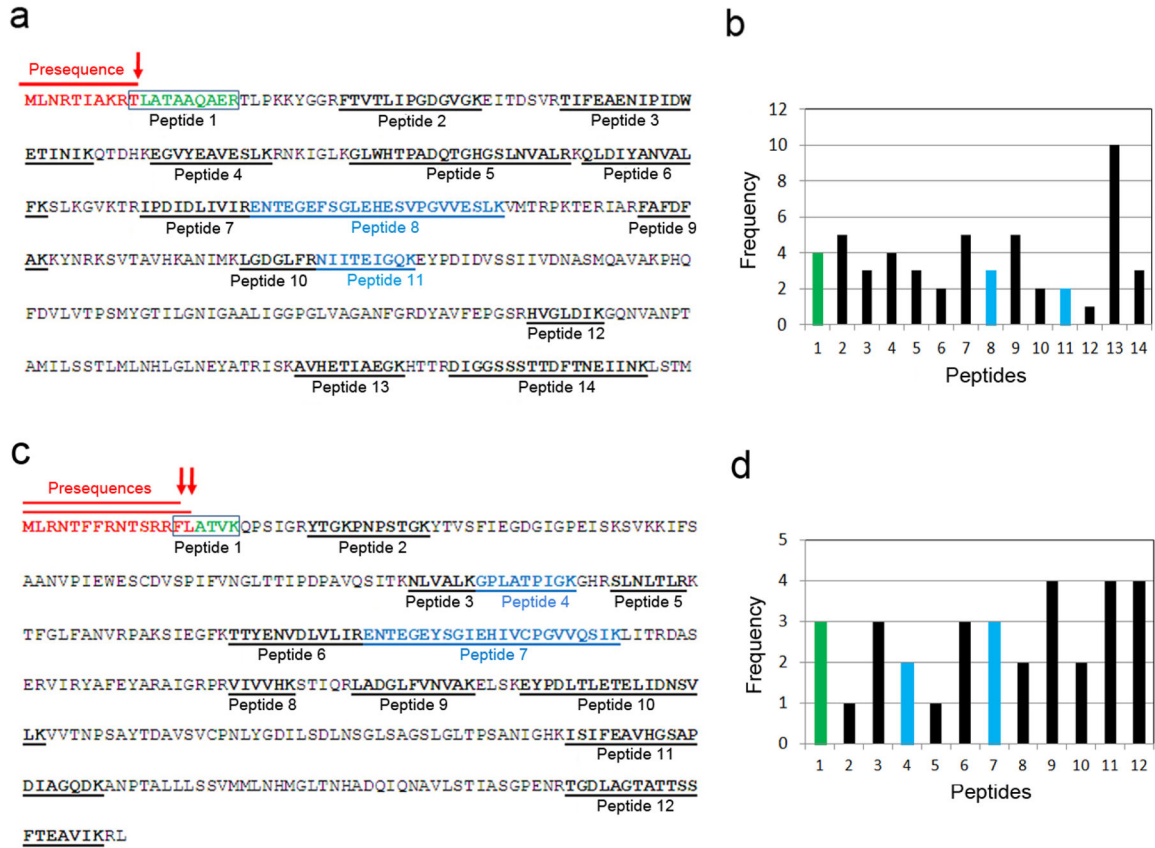 a
Presequence
MLNRTIAKRTLATAAQAERTLPKKYGGRFTVTLIPGDGVGKEITDSVRTIFEAENIPIDW
Peptide 1 Peptide 2 Peptide 3
ETINIKQTDHKEGVYEAVESLKRNKIGLKGLWHTPADQTGHGSLNVALRKQLDIYANVAL
Peptide 4 Peptide 5 Peptide 6
FKSLKGVKTRIPDIDLIVIRENTEGEFSGLEHESVPGVVESLKVMTRPKTERIARFAFDF
Peptide 7 Peptide 8 Peptide 9
AKKYNRKSVTAVHKANIMKLGDGLFRNIITEIGQKEYPDIDVSSIIVDNASMQAVAKPHQ
Peptide 10 Peptide 11
FDVLVTPSMYGTILGNIGAALIGGPGLVAGANFGRDYAVFEPGSRHVGLDIKGQNVANPT
Peptide 12
AMILSSTLMLNHLGLNEYATRISKAVHETIAEGKHTTRDIGGSSSTTDFTNEIINKLSTM
Peptide 13 Peptide 14
b
12
10
8
6
4
2
0
Frequency
1 2 3 4 5 6 7 8 9 10 11 12 13 14
Peptides
c
Presequences
MLRNTFFRNTSRRFLATVKQPSIGRYTGKPNPSTGKYTVSFIEGDGIGPEISKSVKKIFS
Peptide 1 Peptide 2
AANVPIEWESCDVSPIFVNGLTTIPDPAVQSITKNLVALKGPLATPIGKGHRSLNLTLRK
Peptide 3 Peptide 4 Peptide 5
TFGLFANVRPAKSIEGFKTTYENVDLVLIRENTEGEYSGIEHIVCPGVVQSIKLITRDAS
Peptide 6 Peptide 7
ERVIRYAFEYARAIGRPRVIVVHKSTIQRLADGLFVNVAKELSKEYPDLTLETELIDNSV
Peptide 8 Peptide 9 Peptide 10
LKVVTNPSAYTDAVSVCPNLYGDILSDLNSGLSAGSLGLTPSANIGHKISIFEAVHGSAP
Peptide 11
DIAGQDKANPTALLLSSVMMLNHMGLTNHADQIQNAVLSTIASGPENRTGDLAGTATTSS
Peptide 12
FTEAVIKRL
d
5
4
3
2
1
0
Frequency
1 2 3 4 5 6 7 8 9 10 11 12
Peptides